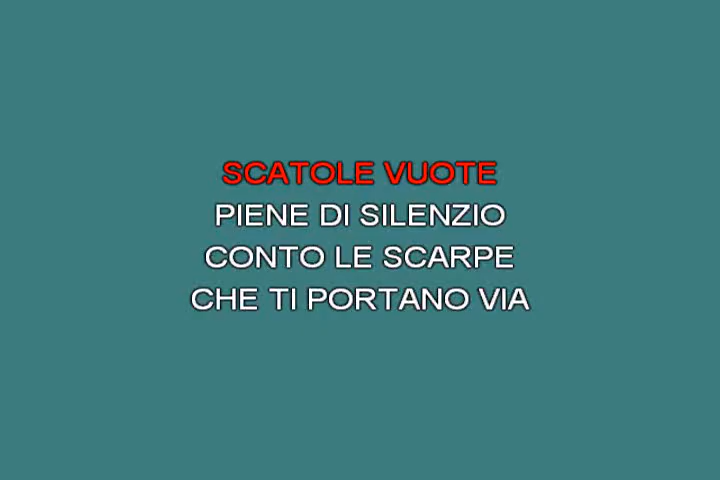 SCATOLE VUOTE
PIENE DI SILENZIO
CONTO LE SCARPE
CHE TI PORTANO VIA